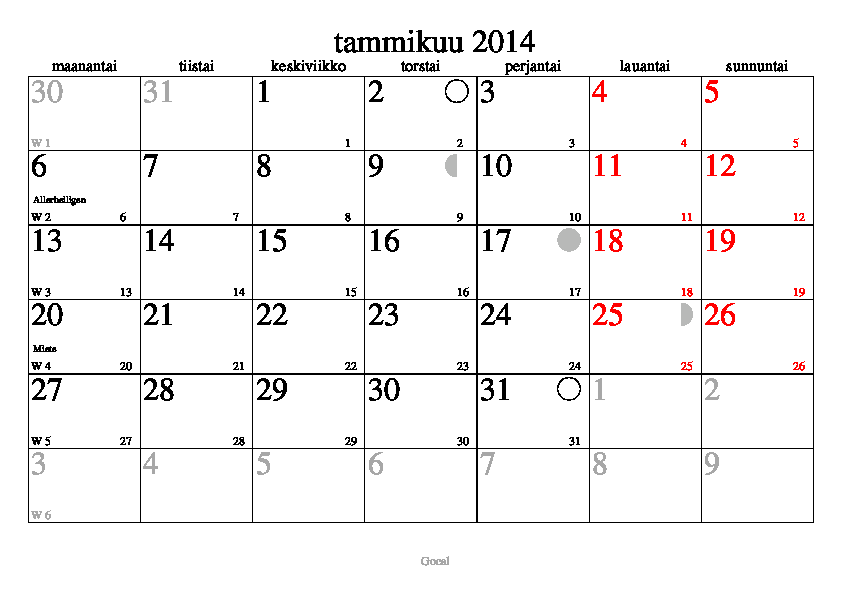 tammikuu 2014
maanantai tiistai keskiviikko torstai perjantai lauantai sunnuntai
30 31 1 2 3 4 5
W 1 1 2 3 4 5
6 7 8 9 10 11 12
Allerheiligen
W 2 6 7 8 9 10 11 12
13 14 15 16 17 18 19
W 3 13 14 15 16 17 18 19
20 21 22 23 24 25 26
Miete
W 4 20 21 22 23 24 25 26
27 28 29 30 31 1 2
W 5 27 28 29 30 31
3 4 5 6 7 8 9
W 6
Gocal